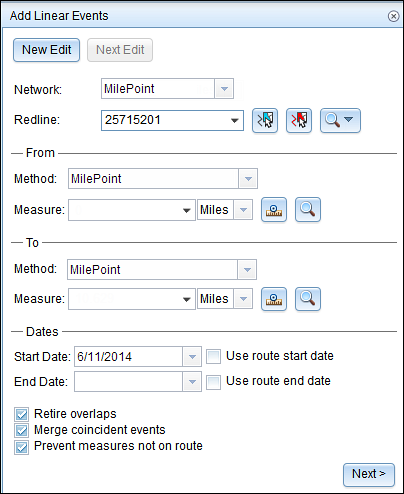 Add Linear Events
New Edit Next Edit
Network: MilePoint
Redline: 25715201
From
Method: MilePoint
Measure: Miles
To
Method: MilePoint
Measure: Miles
Dates
Start Date: 6/11/2014 Use route start date
End Date: Use route end date
Retire overlaps
Merge coincident events
Prevent measures not on route
Next >